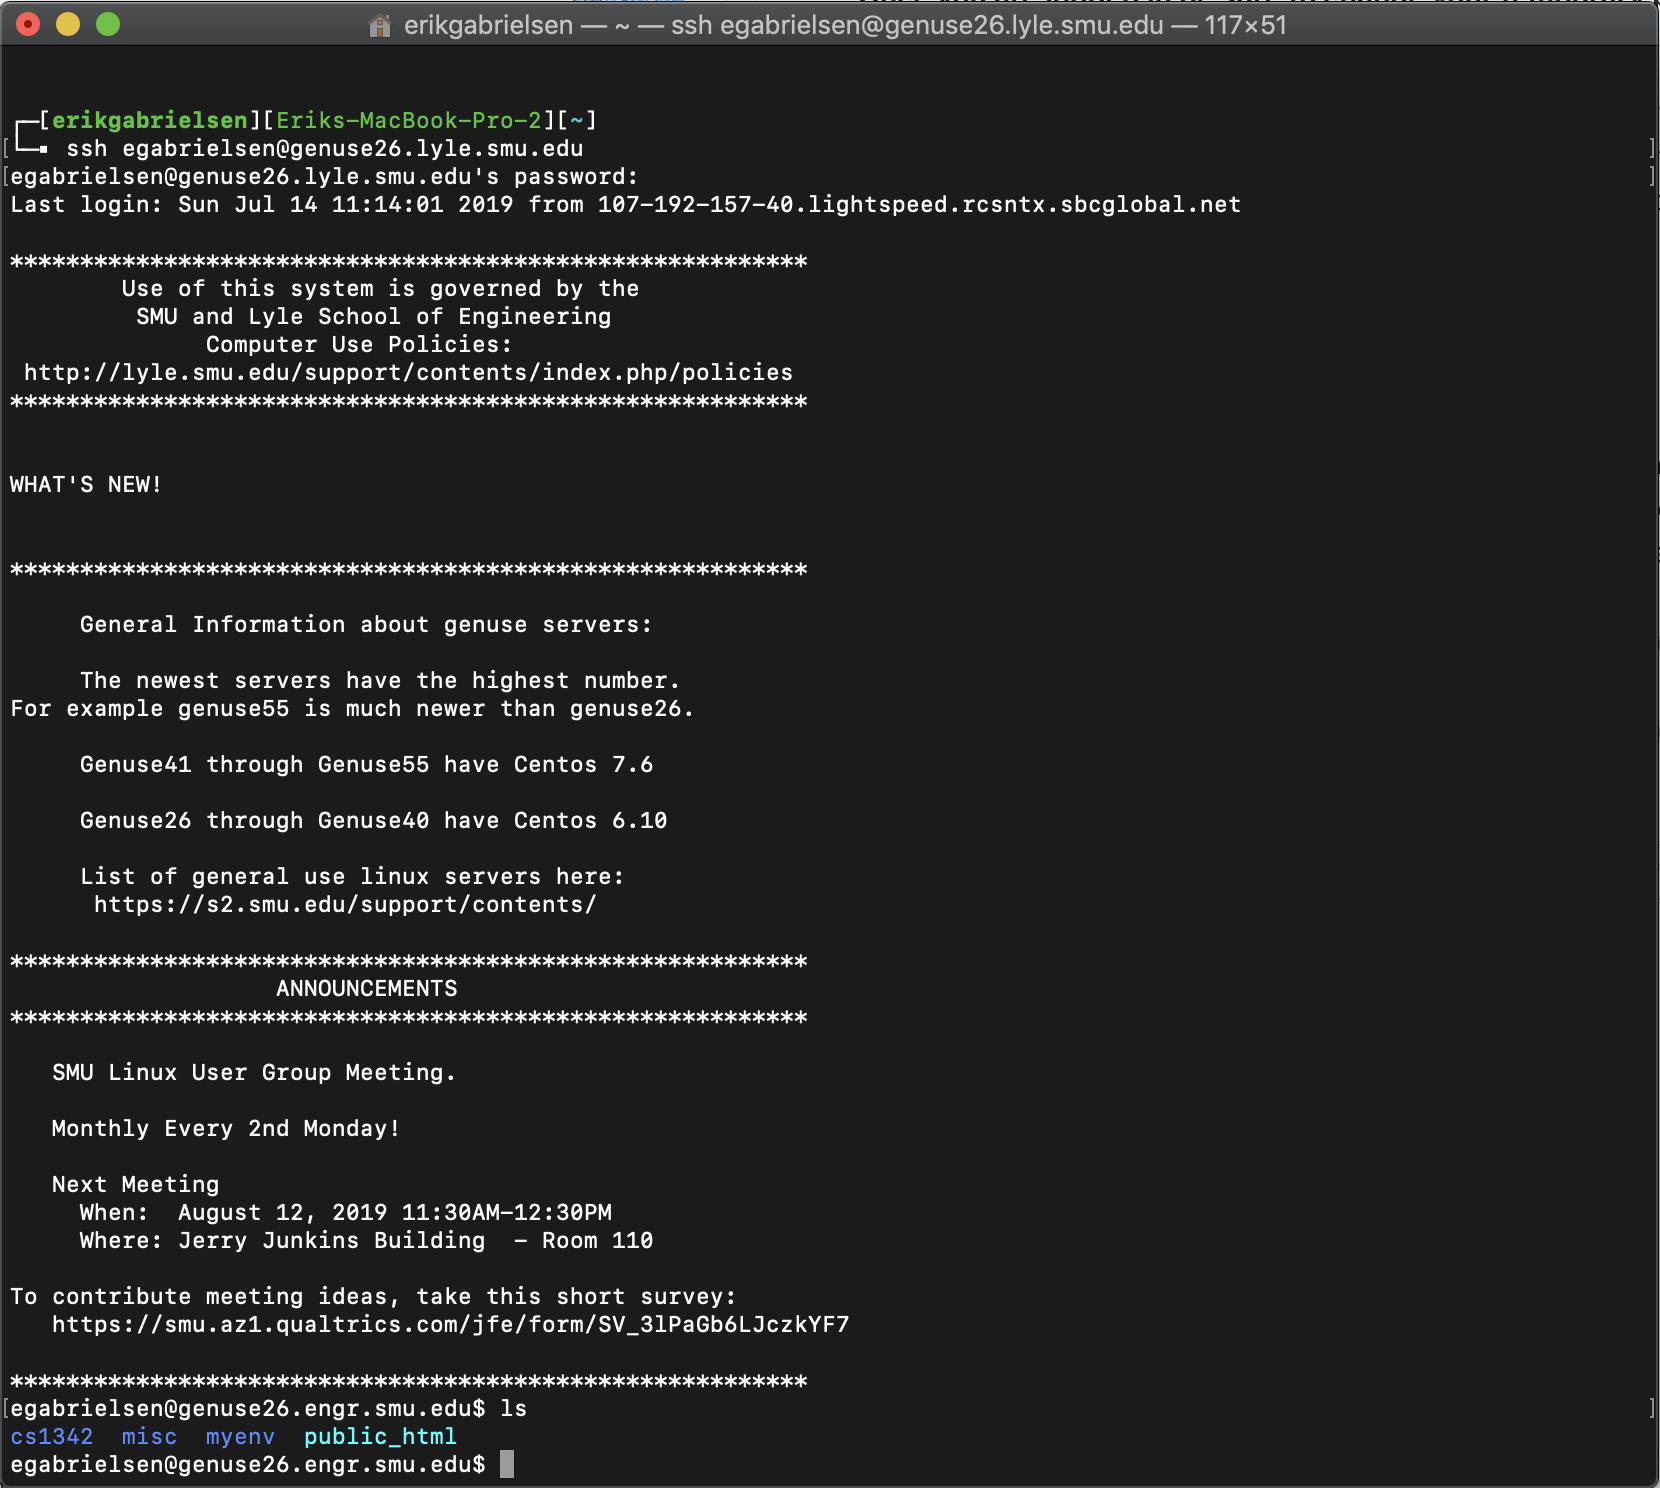 erikgabrielsen — ~ — ssh egabrielsen@genuse26.lyle.smu.edu — 117×51
┌─[erikgabrielsen][Eriks-MacBook-Pro-2][~]
[└─▪ ssh egabrielsen@genuse26.lyle.smu.edu ]
[egabrielsen@genuse26.lyle.smu.edu's password: ]
Last login: Sun Jul 14 11:14:01 2019 from 107-192-157-40.lightspeed.rcsntx.sbcglobal.net
*********************************************************
Use of this system is governed by the
SMU and Lyle School of Engineering
Computer Use Policies:
http://lyle.smu.edu/support/contents/index.php/policies
*********************************************************
WHAT'S NEW!
*********************************************************
General Information about genuse servers:
The newest servers have the highest number.
For example genuse55 is much newer than genuse26.
Genuse41 through Genuse55 have Centos 7.6
Genuse26 through Genuse40 have Centos 6.10
List of general use linux servers here:
https://s2.smu.edu/support/contents/
*********************************************************
ANNOUNCEMENTS
*********************************************************
SMU Linux User Group Meeting.
Monthly Every 2nd Monday!
Next Meeting
When:  August 12, 2019 11:30AM-12:30PM
Where: Jerry Junkins Building  - Room 110
To contribute meeting ideas, take this short survey:
https://smu.az1.qualtrics.com/jfe/form/SV_3lPaGb6LJczkYF7
*********************************************************
[egabrielsen@genuse26.engr.smu.edu$ ls ]
cs1342  misc  myenv  public_html
egabrielsen@genuse26.engr.smu.edu$